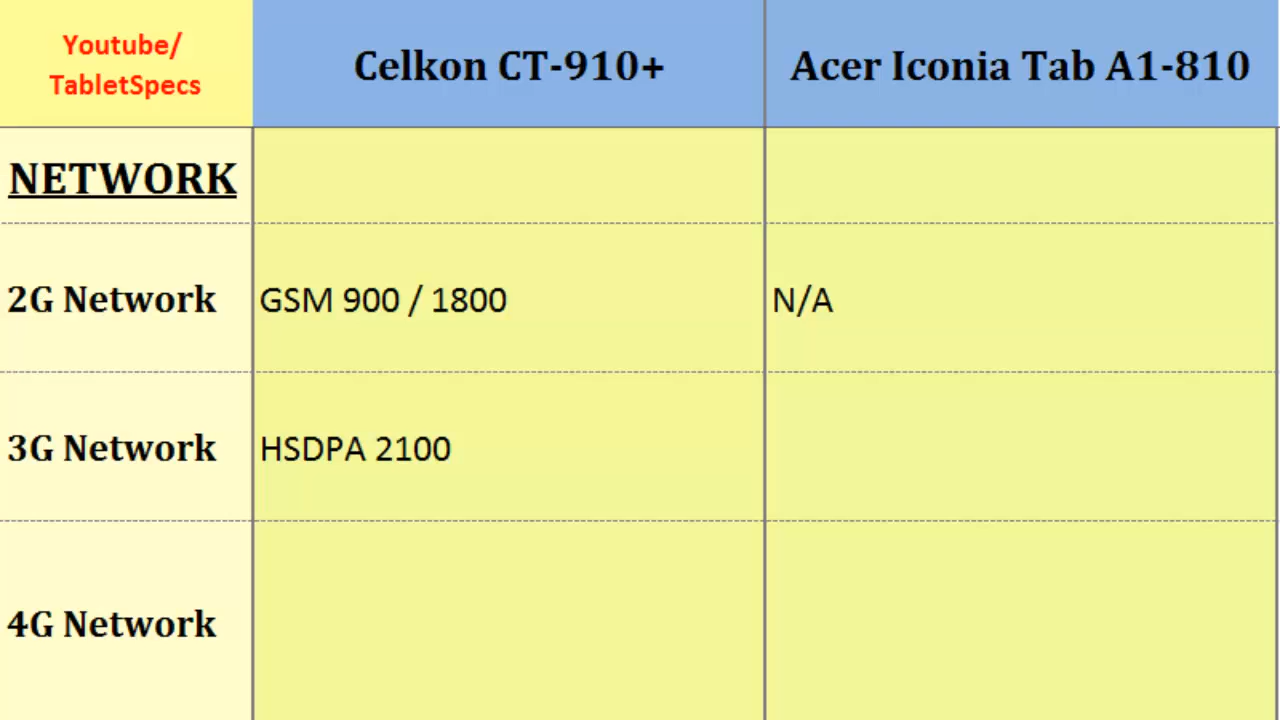 Youtube/
TabletSpecs
Celkon CT-910+
Acer Iconia Tab A1-810
NETWORK
2G Network
GSM 900 / 1800
N/A
3G Network
HSDPA 2100
4G Network